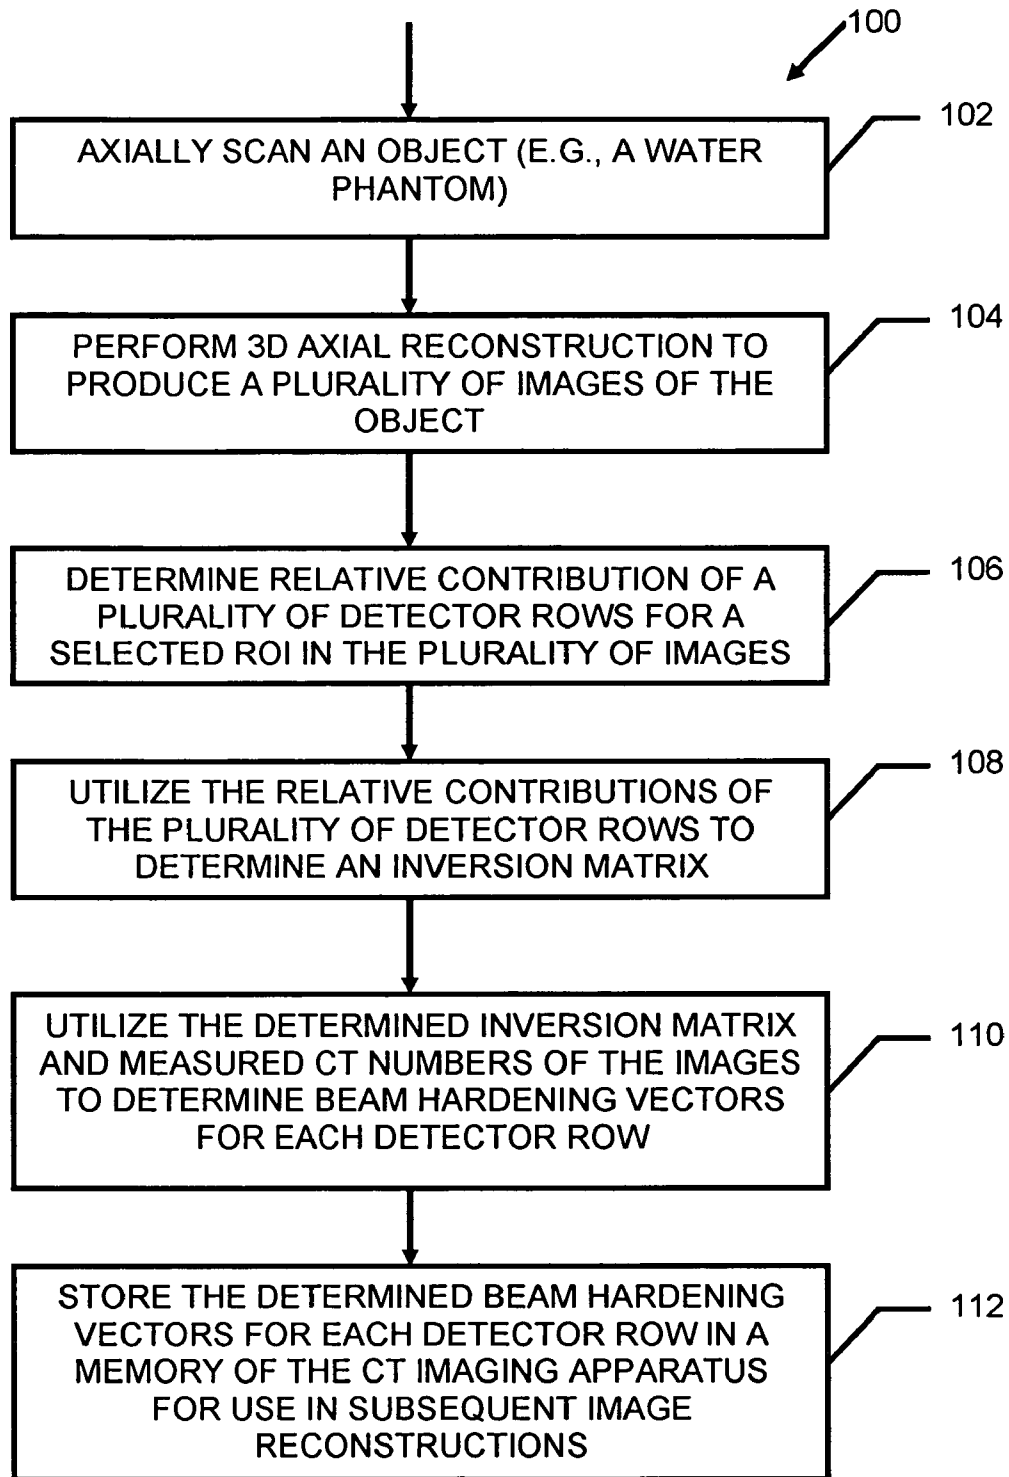 100
102
AXIALLY SCAN AN OBJECT (E.G., A WATER
PHANTOM)
104
PERFORM 3D AXIAL RECONSTRUCTION TO
PRODUCE A PLURALITY OF IMAGES OF THE
OBJECT
106
DETERMINE RELATIVE CONTRIBUTION OF A
PLURALITY OF DETECTOR ROWS FOR A
SELECTED ROI IN THE PLURALITY OF IMAGES
108
UTILIZE THE RELATIVE CONTRIBUTIONS OF
THE PLURALITY OF DETECTOR ROWS TO
DETERMINE AN INVERSION MATRIX
110
UTILIZE THE DETERMINED INVERSION MATRIX
AND MEASURED CT NUMBERS OF THE IMAGES
TO DETERMINE BEAM HARDENING VECTORS
FOR EACH DETECTOR ROW
112
STORE THE DETERMINED BEAM HARDENING
VECTORS FOR EACH DETECTOR ROW IN A
MEMORY OF THE CT IMAGING APPARATUS
FOR USE IN SUBSEQUENT IMAGE
RECONSTRUCTIONS